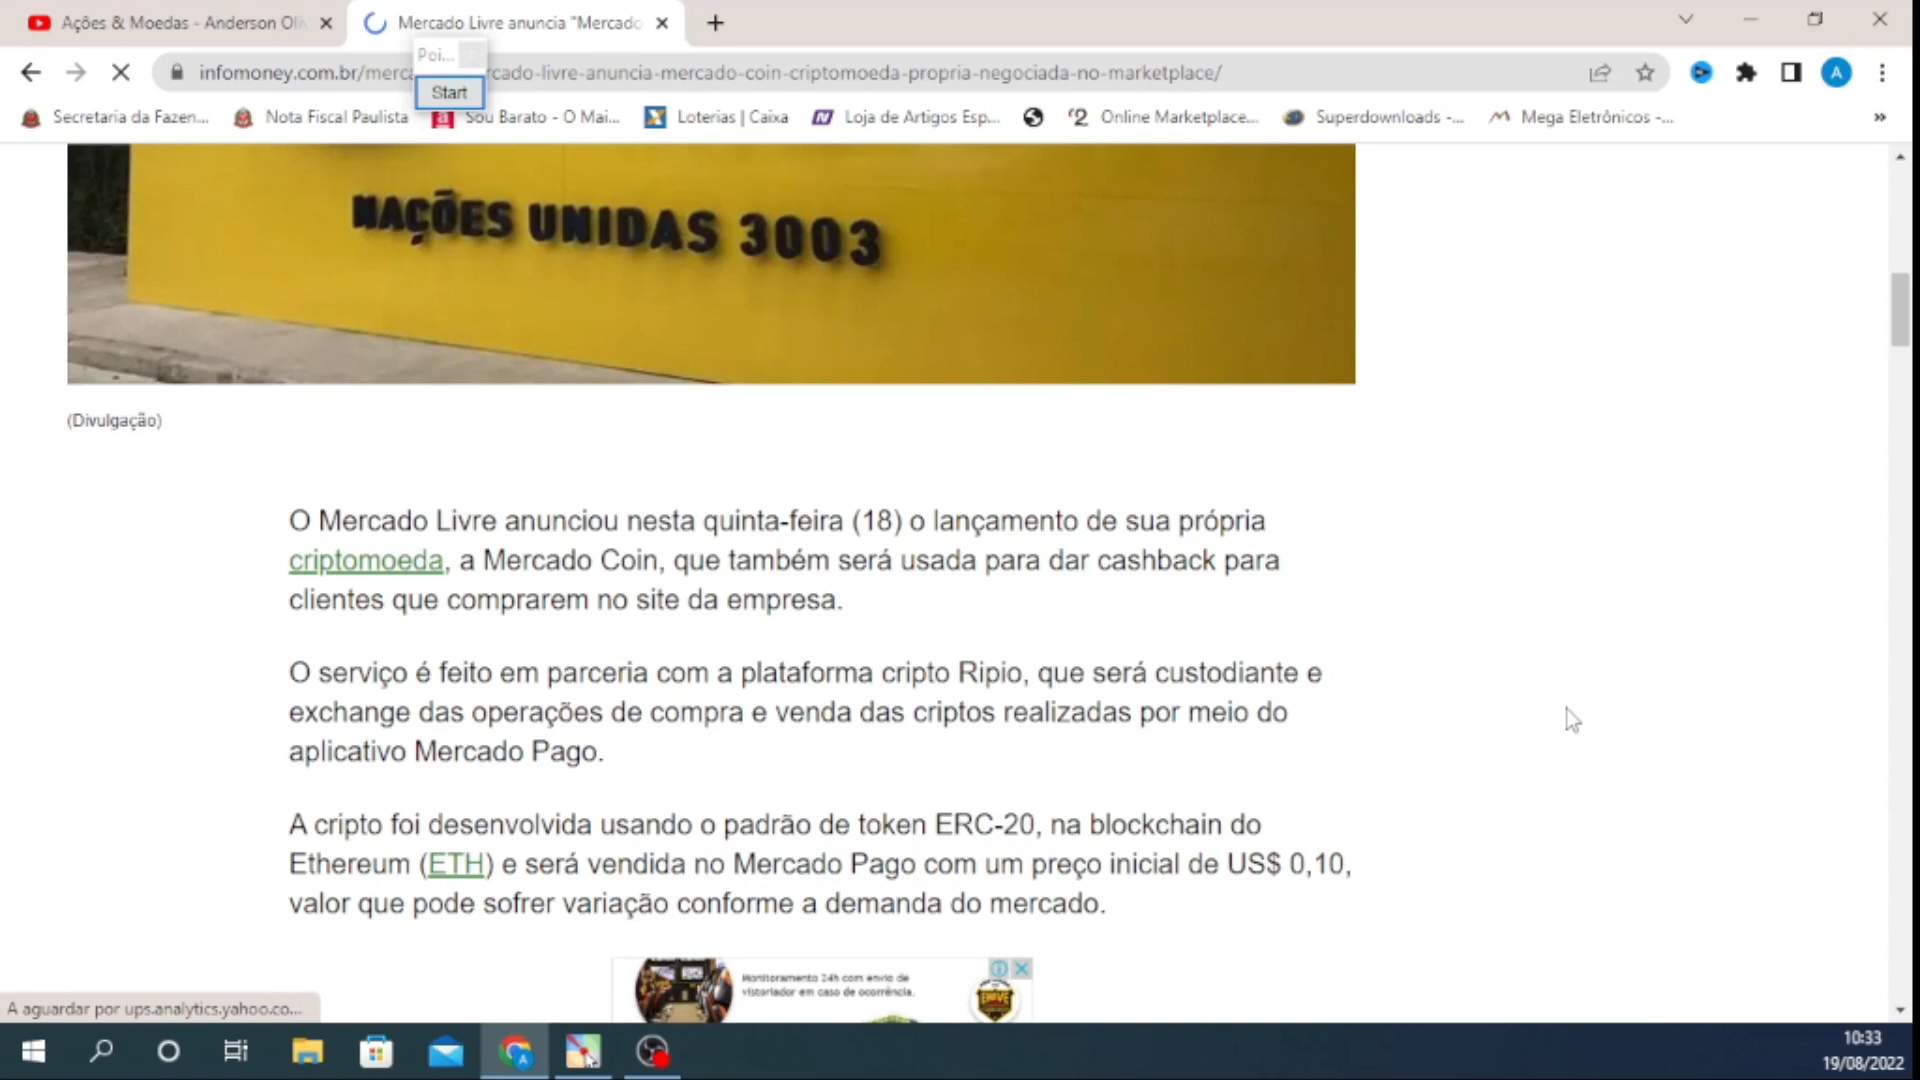 Ações & Moedas - Anderson Oli
Mercado Livre anuncia "Mercado
Poi...
Start
infomoney.com.br/merca
cado-livre-anuncia-mercado-coin-criptomoeda-propria-negociada-no-marketplace/
A
Secretaria da Fazen...
Nota Fiscal Paulista
Sou Barato - O Mai...
Loterias | Caixa
Loja de Artigos Esp...
Online Marketplace...
Superdownloads -...
Mega Eletrônicos -...
»
NAÇÕES UNIDAS 3003
(Divulgação)
O Mercado Livre anunciou nesta quinta-feira (18) o lançamento de sua própria
criptomoeda, a Mercado Coin, que também será usada para dar cashback para
clientes que comprarem no site da empresa.
O serviço é feito em parceria com a plataforma cripto Ripio, que será custodiante e
exchange das operações de compra e venda das criptos realizadas por meio do
aplicativo Mercado Pago.
A cripto foi desenvolvida usando o padrão de token ERC-20, na blockchain do
Ethereum (ETH) e será vendida no Mercado Pago com um preço inicial de US$ 0,10,
valor que pode sofrer variação conforme a demanda do mercado.
Monitoramento 24h com envio de
vistoriador em caso de ocorrência.
A aguardar por ups.analytics.yahoo.co...
10:33
19/08/2022